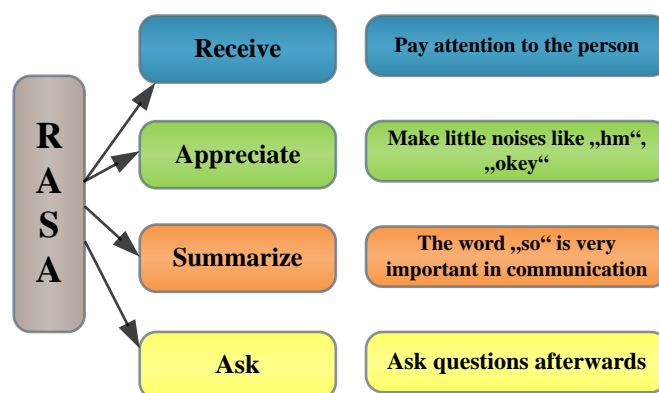 R
A
S
A
Receive
Pay attention to the person
Appreciate
Make little noises like „hm“,
„okey“
Summarize
The word „so“ is very
important in communication
Ask
Ask questions afterwards